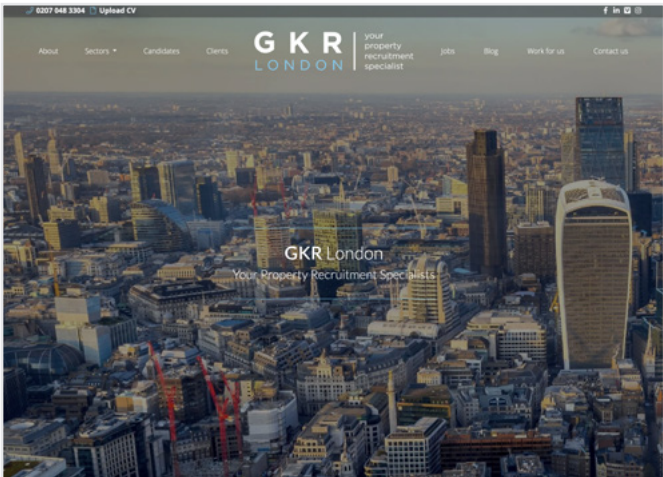 0207 048 3304 Upload CV
About Sectors Candidates Clients
GKR
LONDON
your
property
recruitment
specialist
Jobs Blog Work for us Contact us
GKR London
Your Property Recruitment Specialists